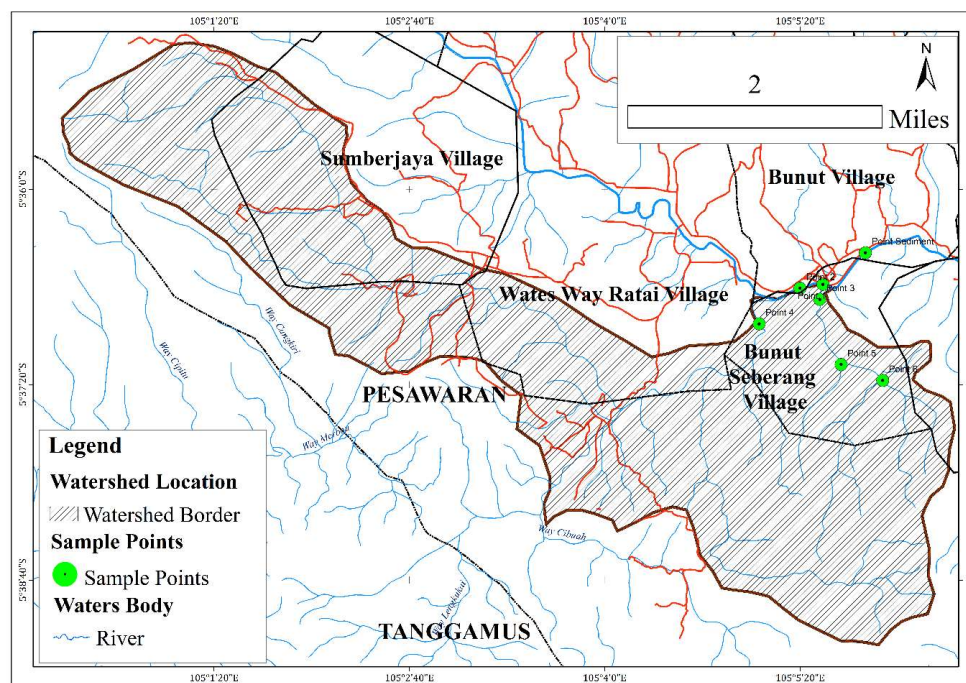 105°1'20"E 105°2'40"E 105°4'0"E 105°5'20"E
N
2
Miles
5°36'0"S
5°37'20"S
5°38'40"S
Sumberjaya Village
Bunut Village
Point Sediment
Point 2
Point 3
Point
Wates Way Ratai Village
Point 4
Bunut
Seberang
Village
Point 5
Point 6
PESAWARAN
Way Cipilu
Way
Way
Way Cibuah
Way
TANGGAMUS
Legend
Watershed Location
Watershed Border
Sample Points
Sample Points
Waters Body
River
105°1'20"E 105°2'40"E 105°4'0"E 105°5'20"E